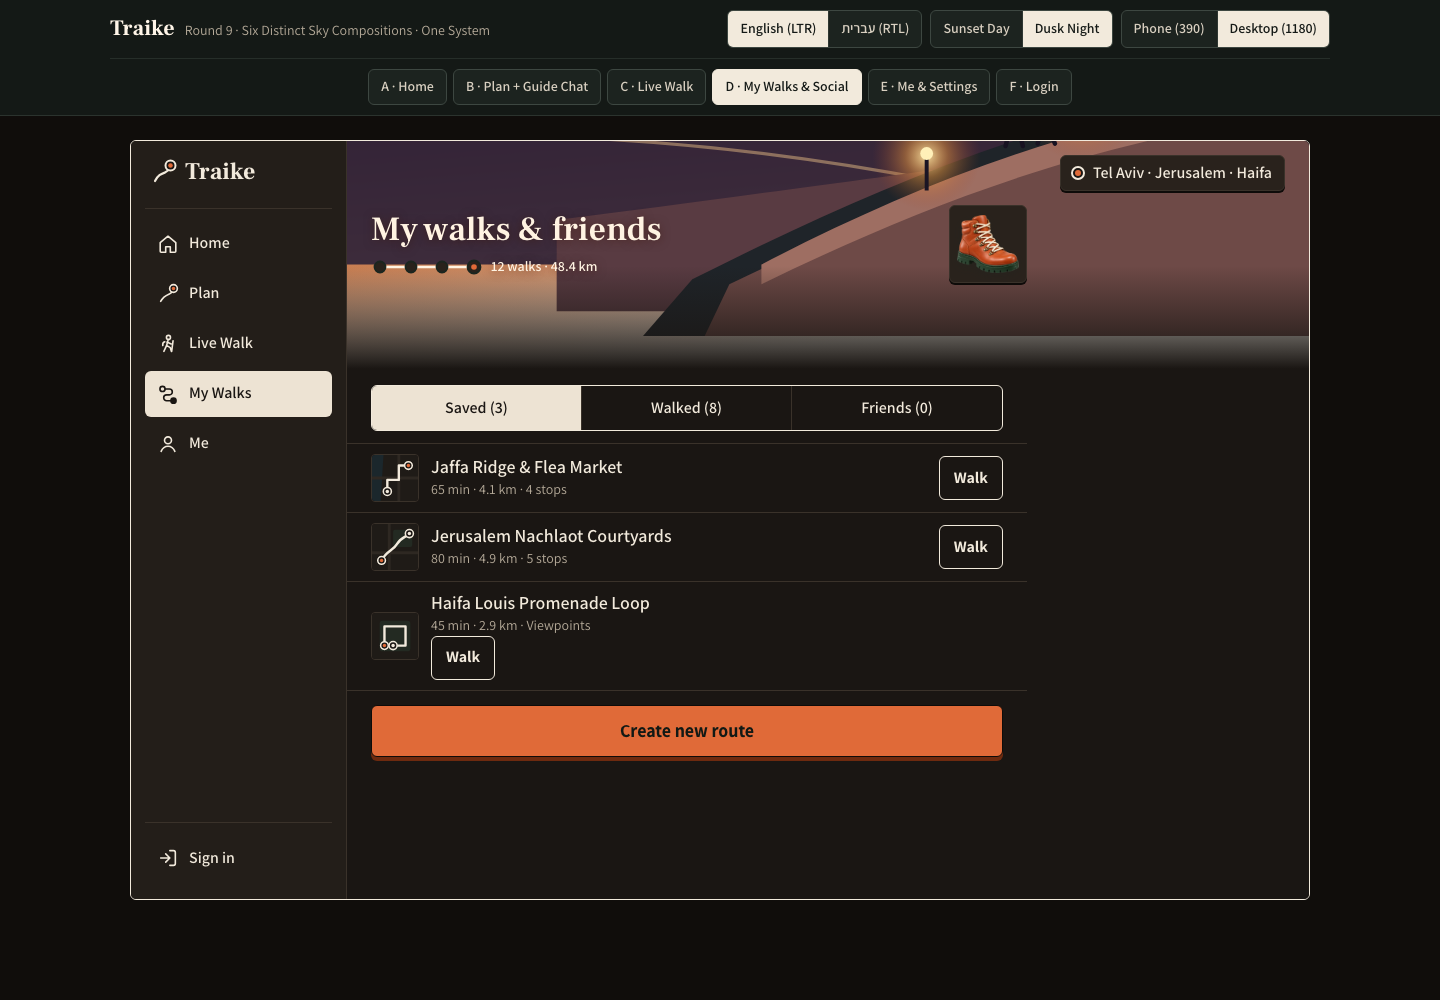 Traike Round 9 · Six Distinct Sky Compositions · One System
English (LTR) עברית (RTL) Sunset Day Dusk Night Phone (390) Desktop (1180)
A · Home B · Plan + Guide Chat C · Live Walk D · My Walks & Social E · Me & Settings F · Login
Traike
Home
Plan
Live Walk
My Walks
Me
Sign in
Tel Aviv · Jerusalem · Haifa
My walks & friends
12 walks · 48.4 km
Saved (3) Walked (8) Friends (0)
Jaffa Ridge & Flea Market
65 min · 4.1 km · 4 stops
Walk
Jerusalem Nachlaot Courtyards
80 min · 4.9 km · 5 stops
Walk
Haifa Louis Promenade Loop
45 min · 2.9 km · Viewpoints
Walk
Create new route